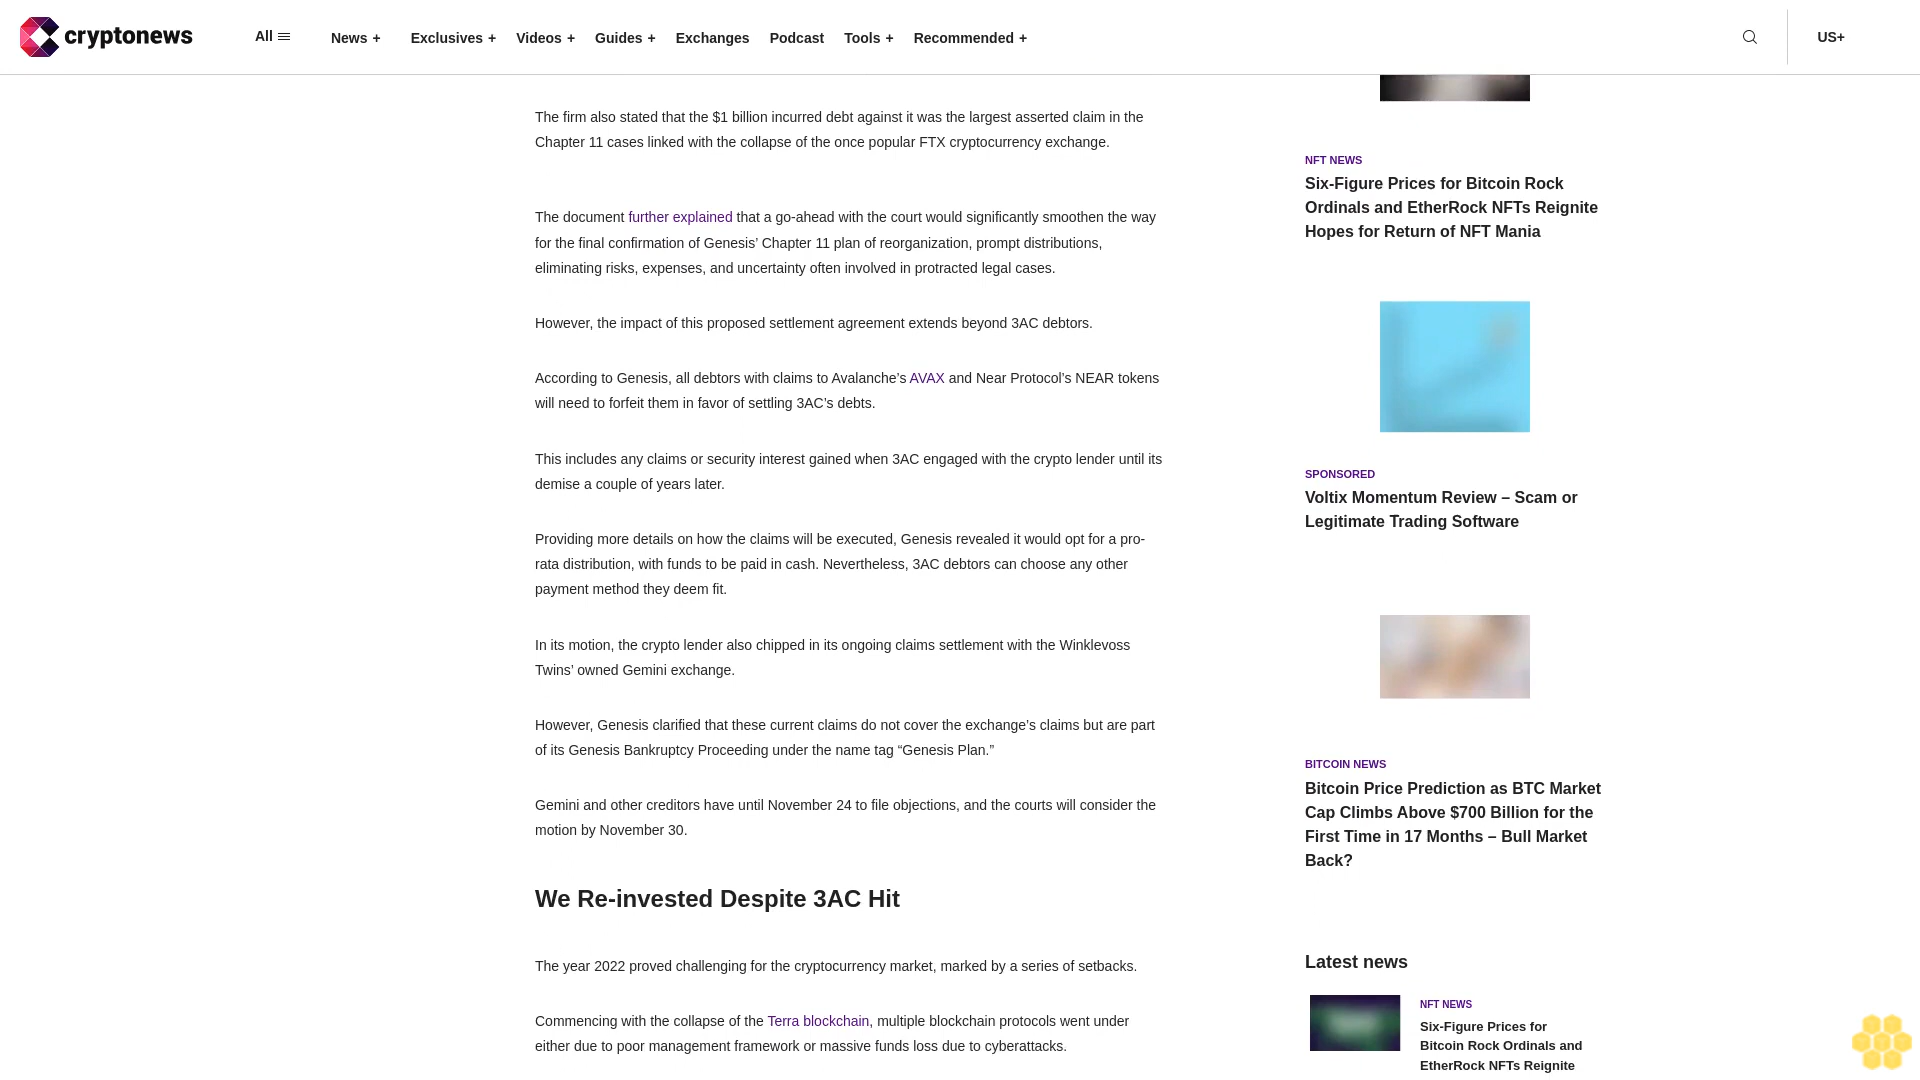 cryptonews
All
News +
Exclusives +
Videos +
Guides +
Exchanges
Podcast
Tools +
Recommended +
US+
The firm also stated that the $1 billion incurred debt against it was the largest asserted claim in the
Chapter 11 cases linked with the collapse of the once popular FTX cryptocurrency exchange.
The document further explained that a go-ahead with the court would significantly smoothen the way
for the final confirmation of Genesis’ Chapter 11 plan of reorganization, prompt distributions,
eliminating risks, expenses, and uncertainty often involved in protracted legal cases.
However, the impact of this proposed settlement agreement extends beyond 3AC debtors.
According to Genesis, all debtors with claims to Avalanche’s AVAX and Near Protocol’s NEAR tokens
will need to forfeit them in favor of settling 3AC’s debts.
This includes any claims or security interest gained when 3AC engaged with the crypto lender until its
demise a couple of years later.
Providing more details on how the claims will be executed, Genesis revealed it would opt for a pro-
rata distribution, with funds to be paid in cash. Nevertheless, 3AC debtors can choose any other
payment method they deem fit.
In its motion, the crypto lender also chipped in its ongoing claims settlement with the Winklevoss
Twins’ owned Gemini exchange.
However, Genesis clarified that these current claims do not cover the exchange’s claims but are part
of its Genesis Bankruptcy Proceeding under the name tag “Genesis Plan.”
Gemini and other creditors have until November 24 to file objections, and the courts will consider the
motion by November 30.
We Re-invested Despite 3AC Hit
The year 2022 proved challenging for the cryptocurrency market, marked by a series of setbacks.
Commencing with the collapse of the Terra blockchain, multiple blockchain protocols went under
either due to poor management framework or massive funds loss due to cyberattacks.
NFT NEWS
Six-Figure Prices for Bitcoin Rock
Ordinals and EtherRock NFTs Reignite
Hopes for Return of NFT Mania
SPONSORED
Voltix Momentum Review – Scam or
Legitimate Trading Software
BITCOIN NEWS
Bitcoin Price Prediction as BTC Market
Cap Climbs Above $700 Billion for the
First Time in 17 Months – Bull Market
Back?
Latest news
NFT NEWS
Six-Figure Prices for
Bitcoin Rock Ordinals and
EtherRock NFTs Reignite